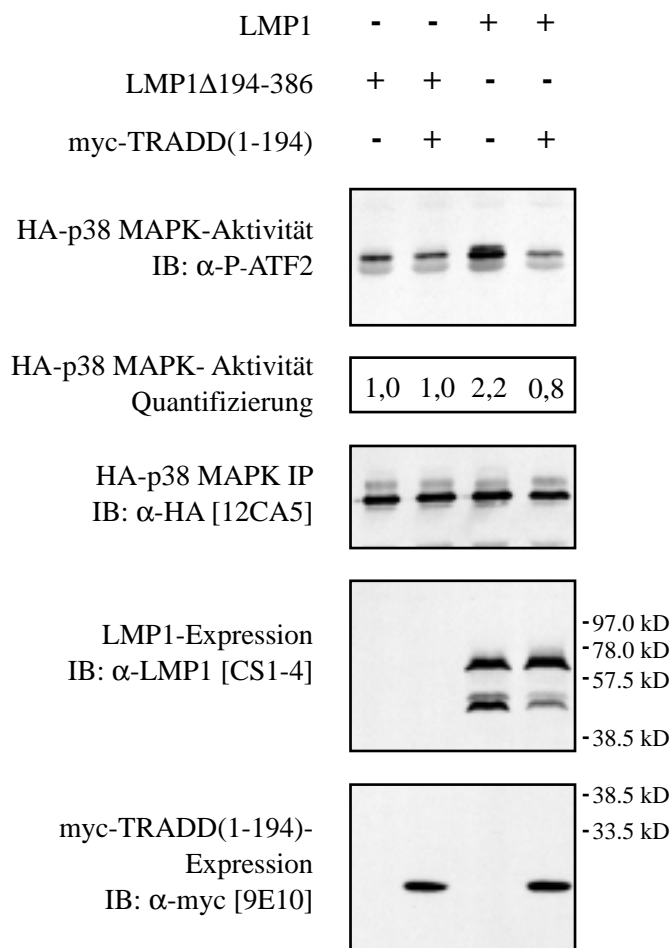 LMP1 - - + +
LMP1Δ194-386 + + - -
myc-TRADD(1-194) - + - +
HA-p38 MAPK-Aktivität
IB: α-P-ATF2
HA-p38 MAPK- Aktivität
Quantifizierung
1,0 1,0 2,2 0,8
HA-p38 MAPK IP
IB: α-HA [12CA5]
LMP1-Expression
IB: α-LMP1 [CS1-4]
-97.0 kD
-78.0 kD
-57.5 kD
-38.5 kD
myc-TRADD(1-194)-
Expression
IB: α-myc [9E10]
-38.5 kD
-33.5 kD